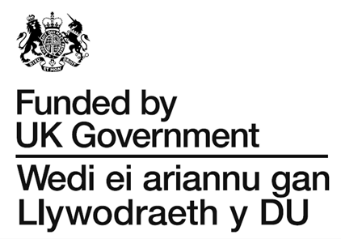 Funded by
UK Government
Wedi ei ariannu gan
Llywodraeth y DU